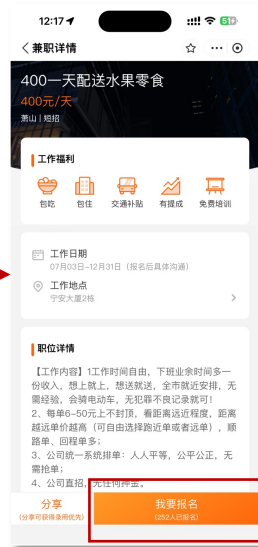 12:17
51
兼职详情
400一天配送水果零食
400元/天
萧山 | 短招
工作福利
包吃 包住 交通补贴 有提成 免费培训
工作日期
07月03日-12月31日（报名后具体沟通）
工作地点
宁安大厦2栋
职位详情
【工作内容】1工作时间自由，下班业余时间多一
份收入，想上就上，想送就送，全市就近安排，无
需经验，会骑电动车，无犯罪不良记录就可！
2、每单6-50元上不封顶，看距离远近程度，距离
越远单价越高（可自由选择跑近单或者远单），顺
路单、回程单多；
3、公司统一系统排单：人人平等，公平公正，无
需抢单；
4、公司直招，无任何押金。
分享
(分享可获得录用优先)
我要报名
(252人已报名)